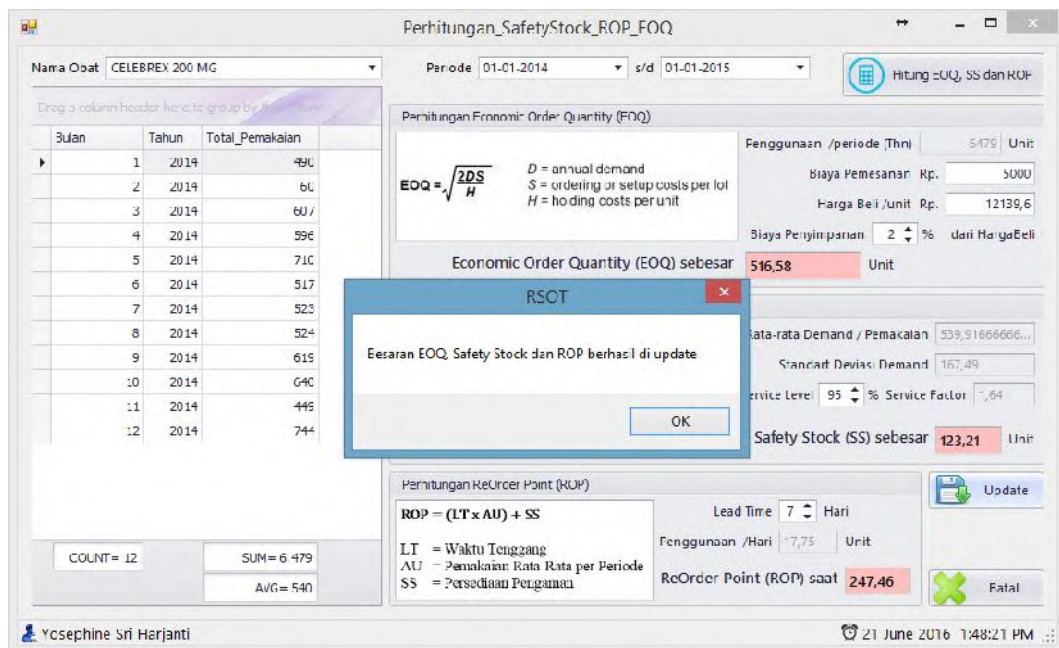 Perhitungan_SafetyStock_ROP_EOQ
Nama Obat CELEBREX 200 MG
Periode 01-01-2014 s/d 01-01-2015
Hitung EOQ, SS dan ROP
Drag a column header here to group by
Bulan Tahun Total_Pemakaian
1 2014 490
2 2014 60
3 2014 607
4 2014 596
5 2014 710
6 2014 517
7 2014 523
8 2014 524
9 2014 619
10 2014 640
11 2014 449
12 2014 744
COUNT= 12 SUM= 6 479
AVG= 540
Perhitungan Economic Order Quantity (EOQ)
EOQ = √2DS/H
D = annual demand
S = ordering or setup costs per lot
H = holding costs per unit
Penggunaan /periode (Thn) 6479 Unit
Biaya Pemesanan Rp. 5000
Harga Beli /unit Rp. 12139,6
Biaya Penyimpanan 2 % dari HargaBeli
Economic Order Quantity (EOQ) sebesar 516,58 Unit
RSOT
Besaran EOQ, Safety Stock dan ROP berhasil di update
OK
Rata-rata Demand / Pemakaian 539,91666666...
Standart Deviasi Demand 167,49
Service Level 95 % Service Factor 1,64
Safety Stock (SS) sebesar 123,21 Unit
Perhitungan ReOrder Point (ROP)
ROP = (LT x AU) + SS
LT = Waktu Tenggang
AU = Pemakaian Rata Rata per Periode
SS = Persediaan Pengaman
Lead Time 7 Hari
Penggunaan /Hari 17,75 Unit
ReOrder Point (ROP) saat 247,46
Update
Batal
Yosephine Sri Harjanti
21 June 2016 1:48:21 PM